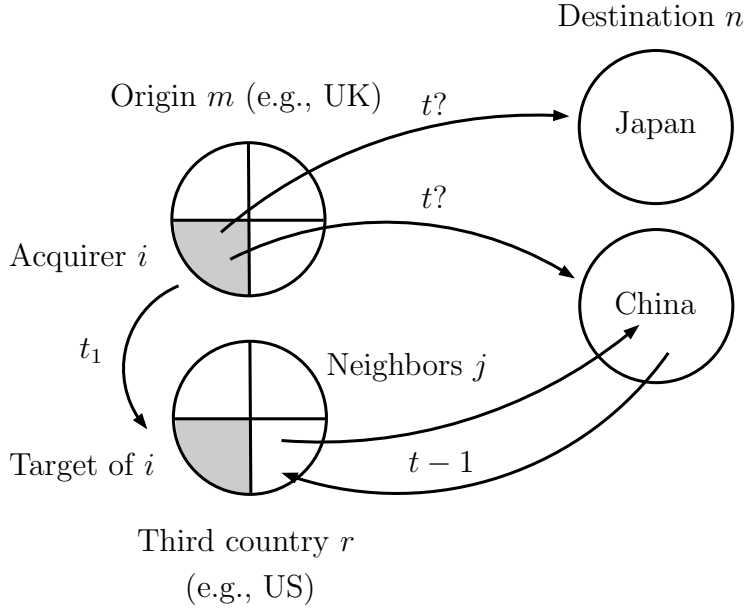 Destination n
Origin m (e.g., UK)
t?
Japan
t?
Acquirer i
China
t₁
Neighbors j
Target of i
t − 1
Third country r
(e.g., US)